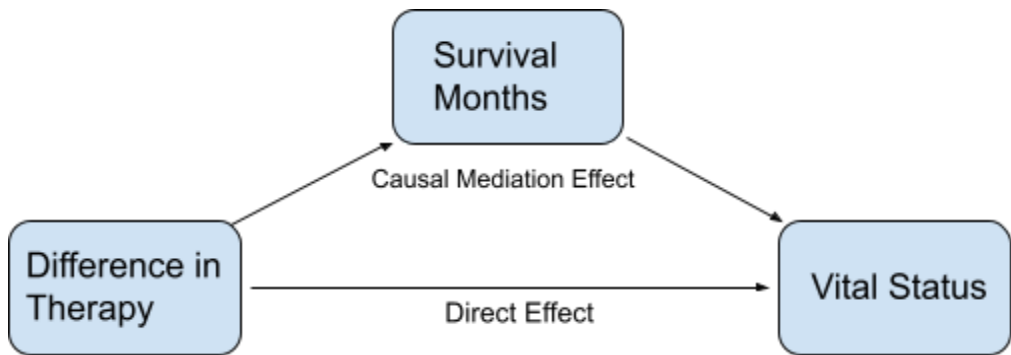 Survival
Months
Causal Mediation Effect
Difference in
Therapy
Direct Effect
Vital Status